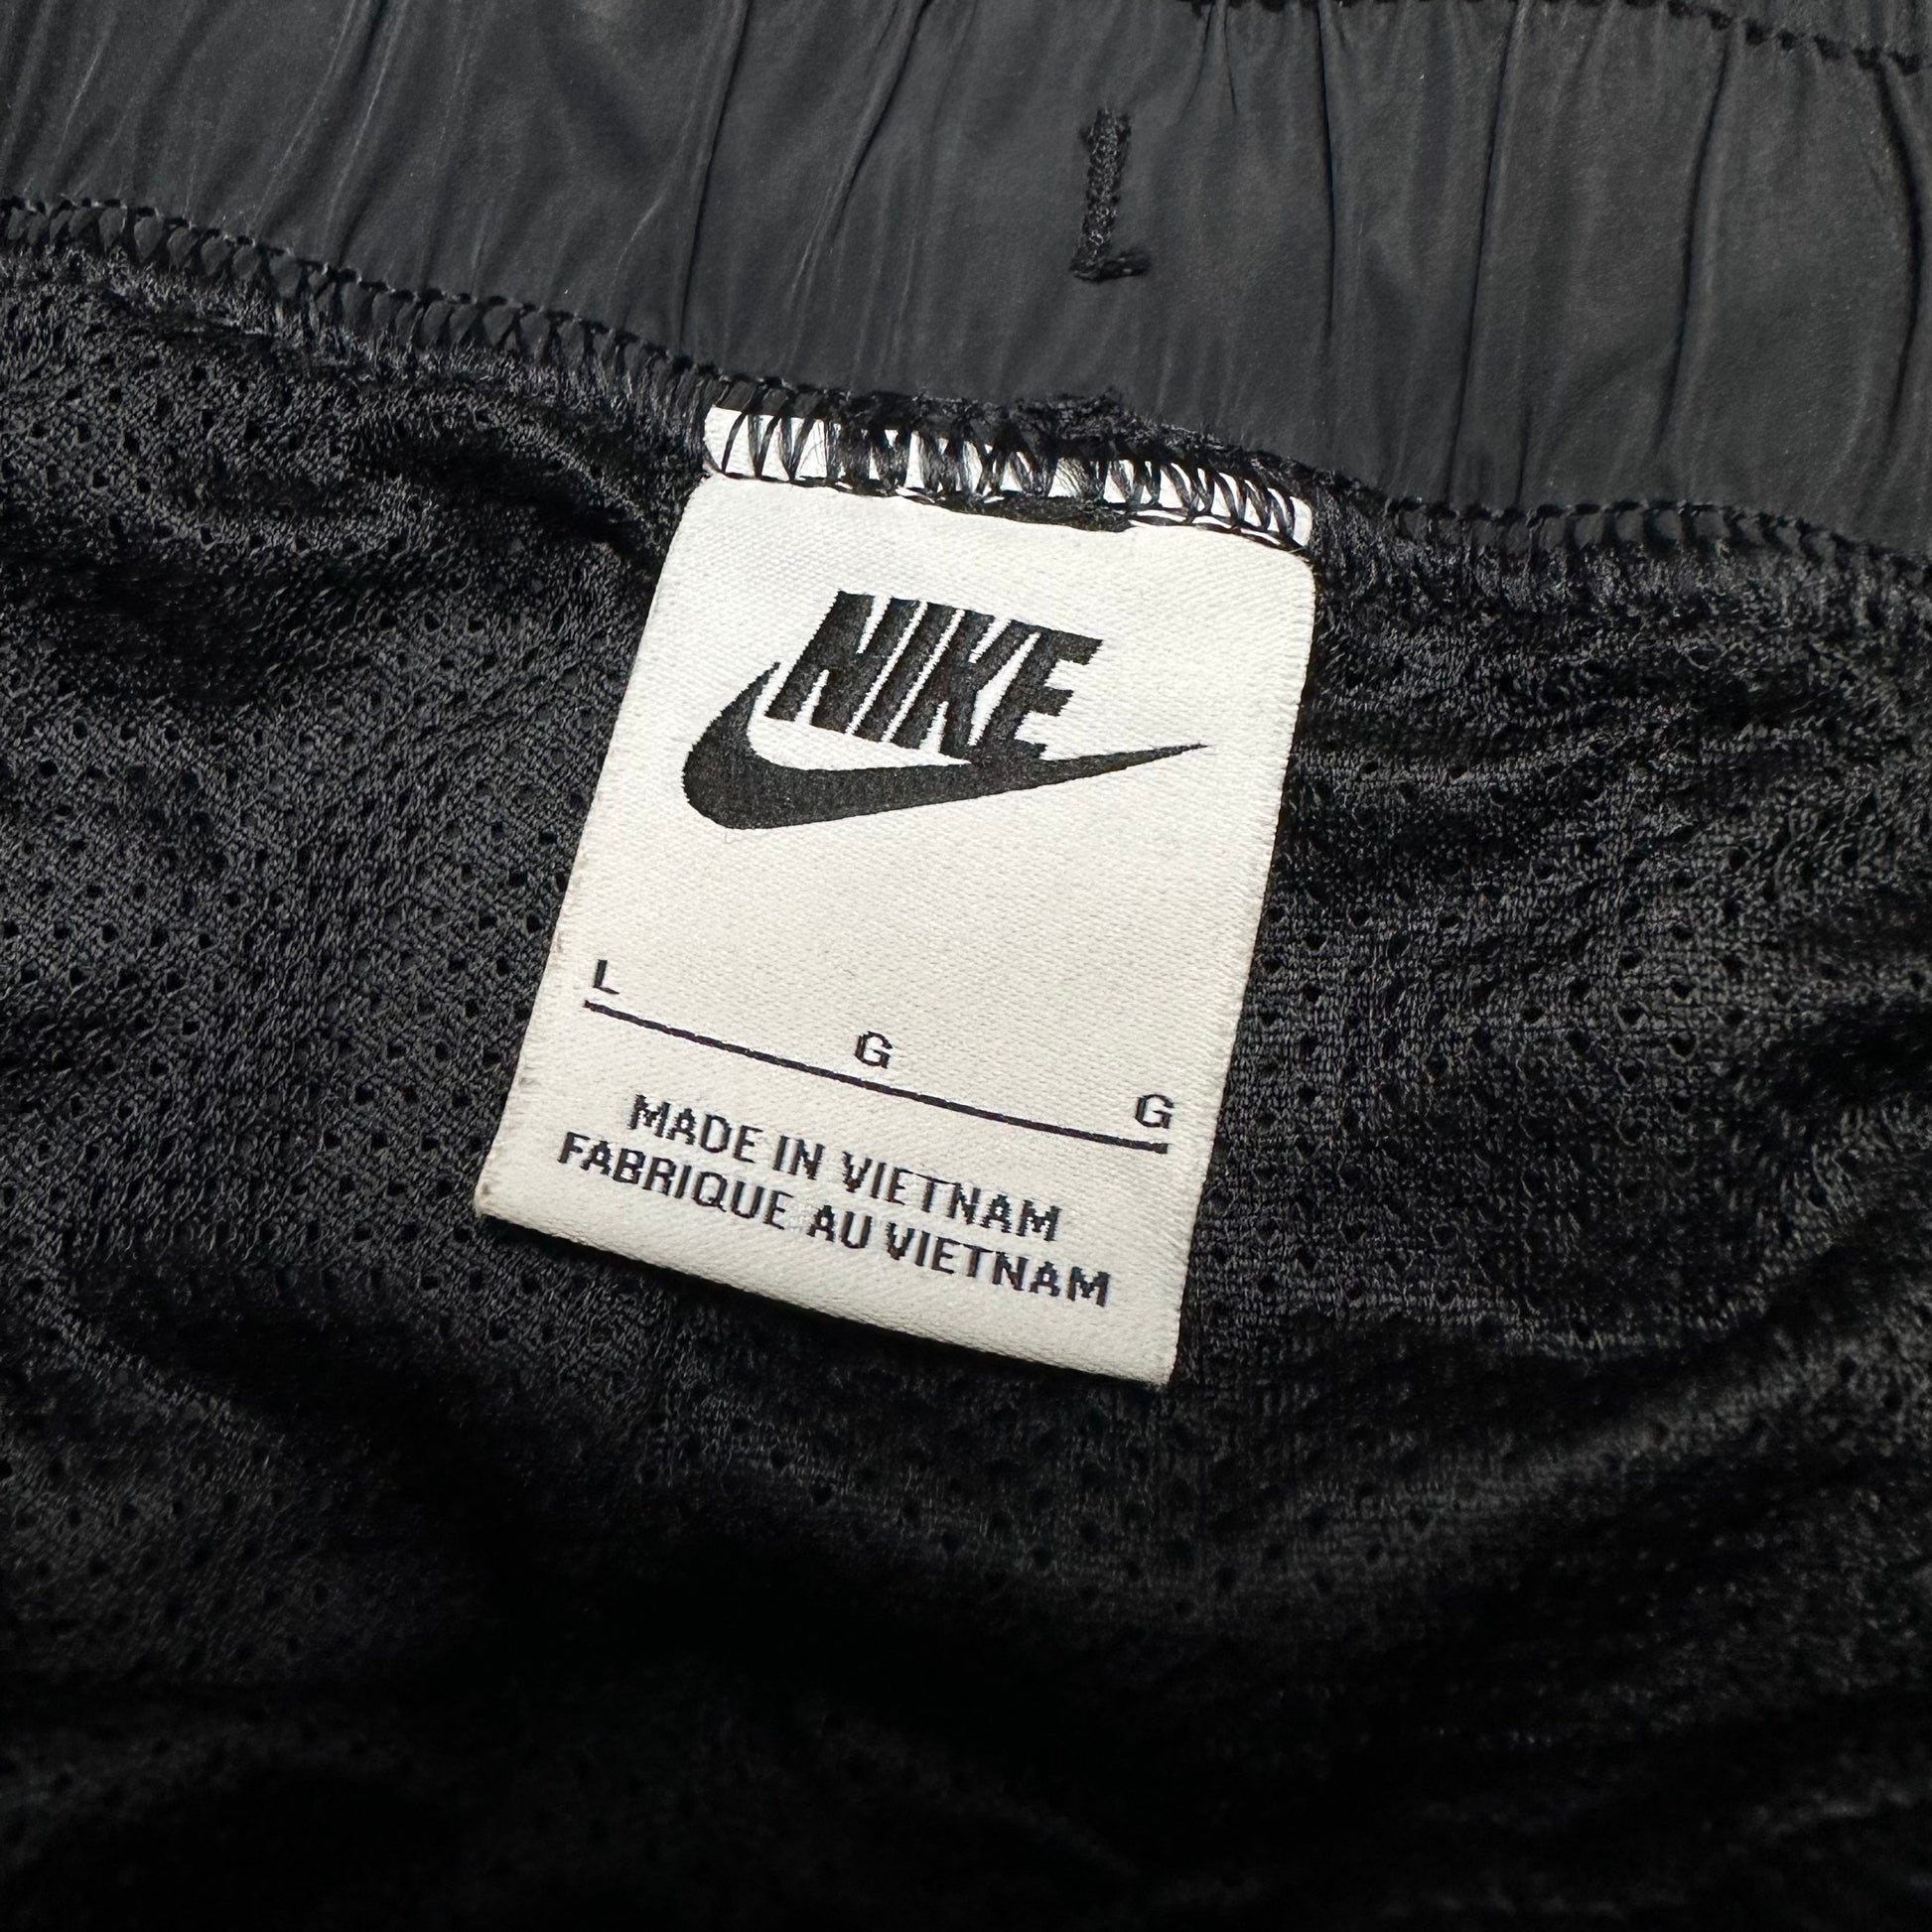 L
NIKE
L G G
MADE IN VIETNAM
FABRIQUE AU VIETNAM